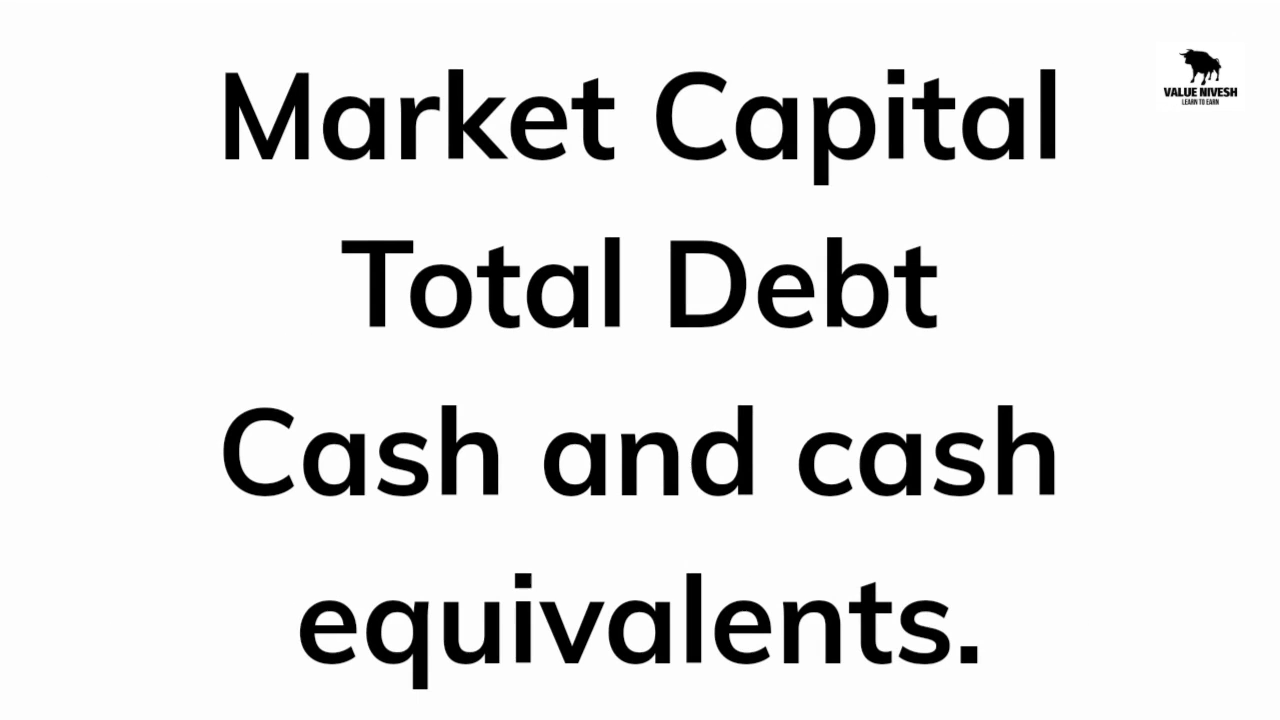 Market Capital
Total Debt
Cash and cash
equivalents.
VALUE NIVESH
LEARN TO EARN